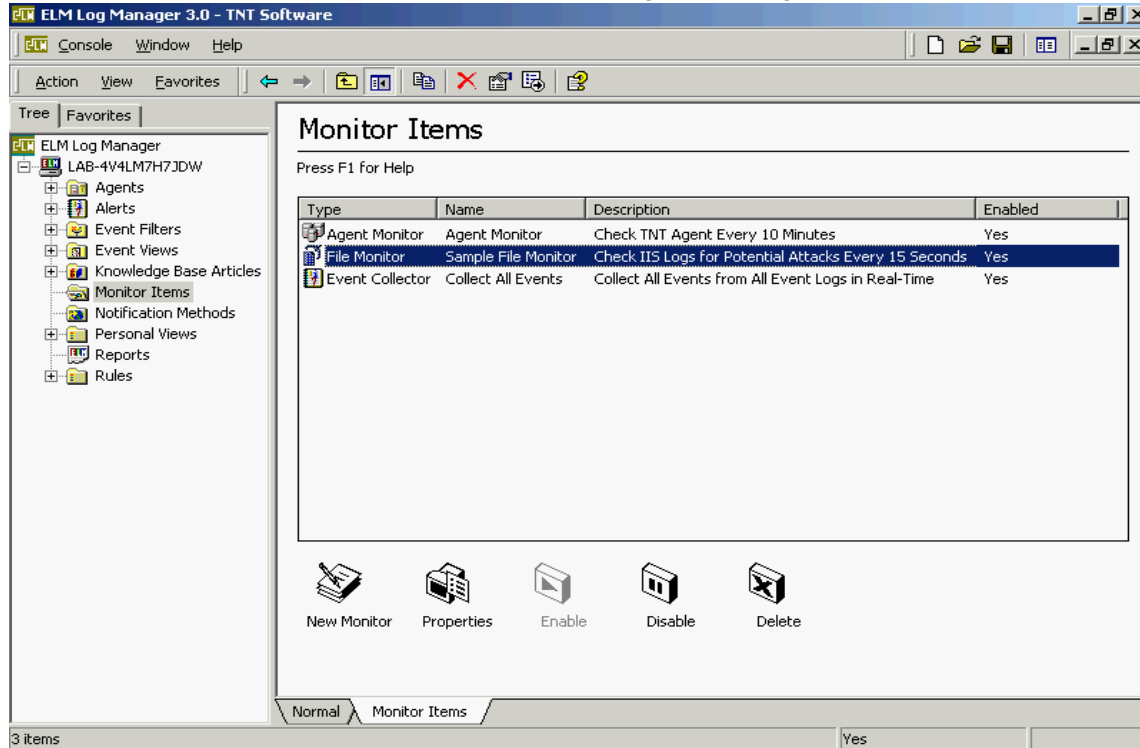 ELM Log Manager 3.0 - TNT Software
ELM Console Window Help
Action View Favorites
Tree Favorites
ELM ELM Log Manager
LAB-4V4LM7H7JDW
Agents
Alerts
Event Filters
Event Views
Knowledge Base Articles
Monitor Items
Notification Methods
Personal Views
Reports
Rules
Monitor Items
Press F1 for Help
Type Name Description Enabled
Agent Monitor Agent Monitor Check TNT Agent Every 10 Minutes Yes
File Monitor Sample File Monitor Check IIS Logs for Potential Attacks Every 15 Seconds Yes
Event Collector Collect All Events Collect All Events from All Event Logs in Real-Time Yes
New Monitor Properties Enable Disable Delete
Normal Monitor Items
3 items Yes